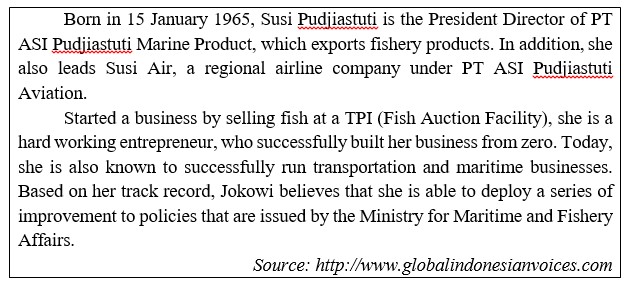 Born in 15 January 1965, Susi Pudjiastuti is the President Director of PT
ASI Pudjiastuti Marine Product, which exports fishery products. In addition, she
also leads Susi Air, a regional airline company under PT ASI Pudjiastuti
Aviation.
Started a business by selling fish at a TPI (Fish Auction Facility), she is a
hard working entrepreneur, who successfully built her business from zero. Today,
she is also known to successfully run transportation and maritime businesses.
Based on her track record, Jokowi believes that she is able to deploy a series of
improvement to policies that are issued by the Ministry for Maritime and Fishery
Affairs.
Source: http://www.globalindonesianvoices.com